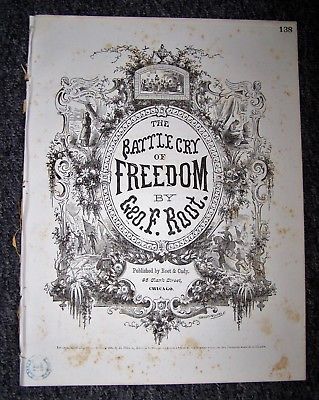 138
THE
BATTLE CRY
OF
FREEDOM
BY
Geo. F. Root.
Published by Root & Cady,
95 Clark Street,
CHICAGO.